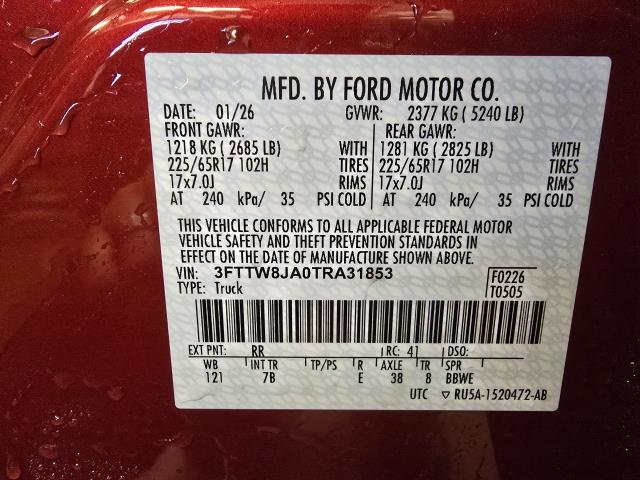 MFD. BY FORD MOTOR CO.
DATE: 01/26 GVWR: 2377 KG ( 5240 LB)
FRONT GAWR: REAR GAWR:
1218 KG ( 2685 LB) WITH 1281 KG ( 2825 LB) WITH
225/65R17 102H TIRES 225/65R17 102H TIRES
17x7.0J RIMS 17x7.0J RIMS
AT 240 kPa/ 35 PSI COLD AT 240 kPa/ 35 PSI COLD
THIS VEHICLE CONFORMS TO ALL APPLICABLE FEDERAL MOTOR
VEHICLE SAFETY AND THEFT PREVENTION STANDARDS IN
EFFECT ON THE DATE OF MANUFACTURE SHOWN ABOVE.
VIN: 3FTTW8JA0TRA31853 F0226
TYPE: Truck T0505
EXT PNT: RR RC: 41 DSO:
WB INT TR TP/PS R AXLE TR SPR
121 7B E 38 8 BBWE
UTC ▽ RU5A-1520472-AB